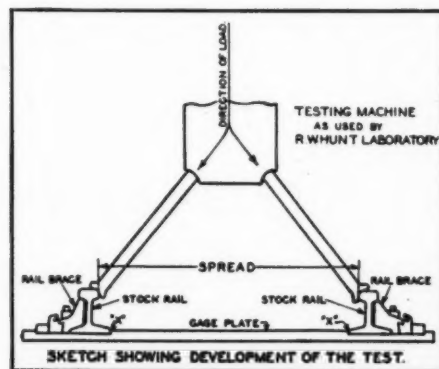 DIRECTION OF LOAD
TESTING MACHINE
AS USED BY
R.W.HUNT LABORATORY
SPREAD
RAIL BRACE
RAIL BRACE
STOCK RAIL
STOCK RAIL
"X"
GAGE PLATE
"X"
SKETCH SHOWING DEVELOPMENT OF THE TEST.